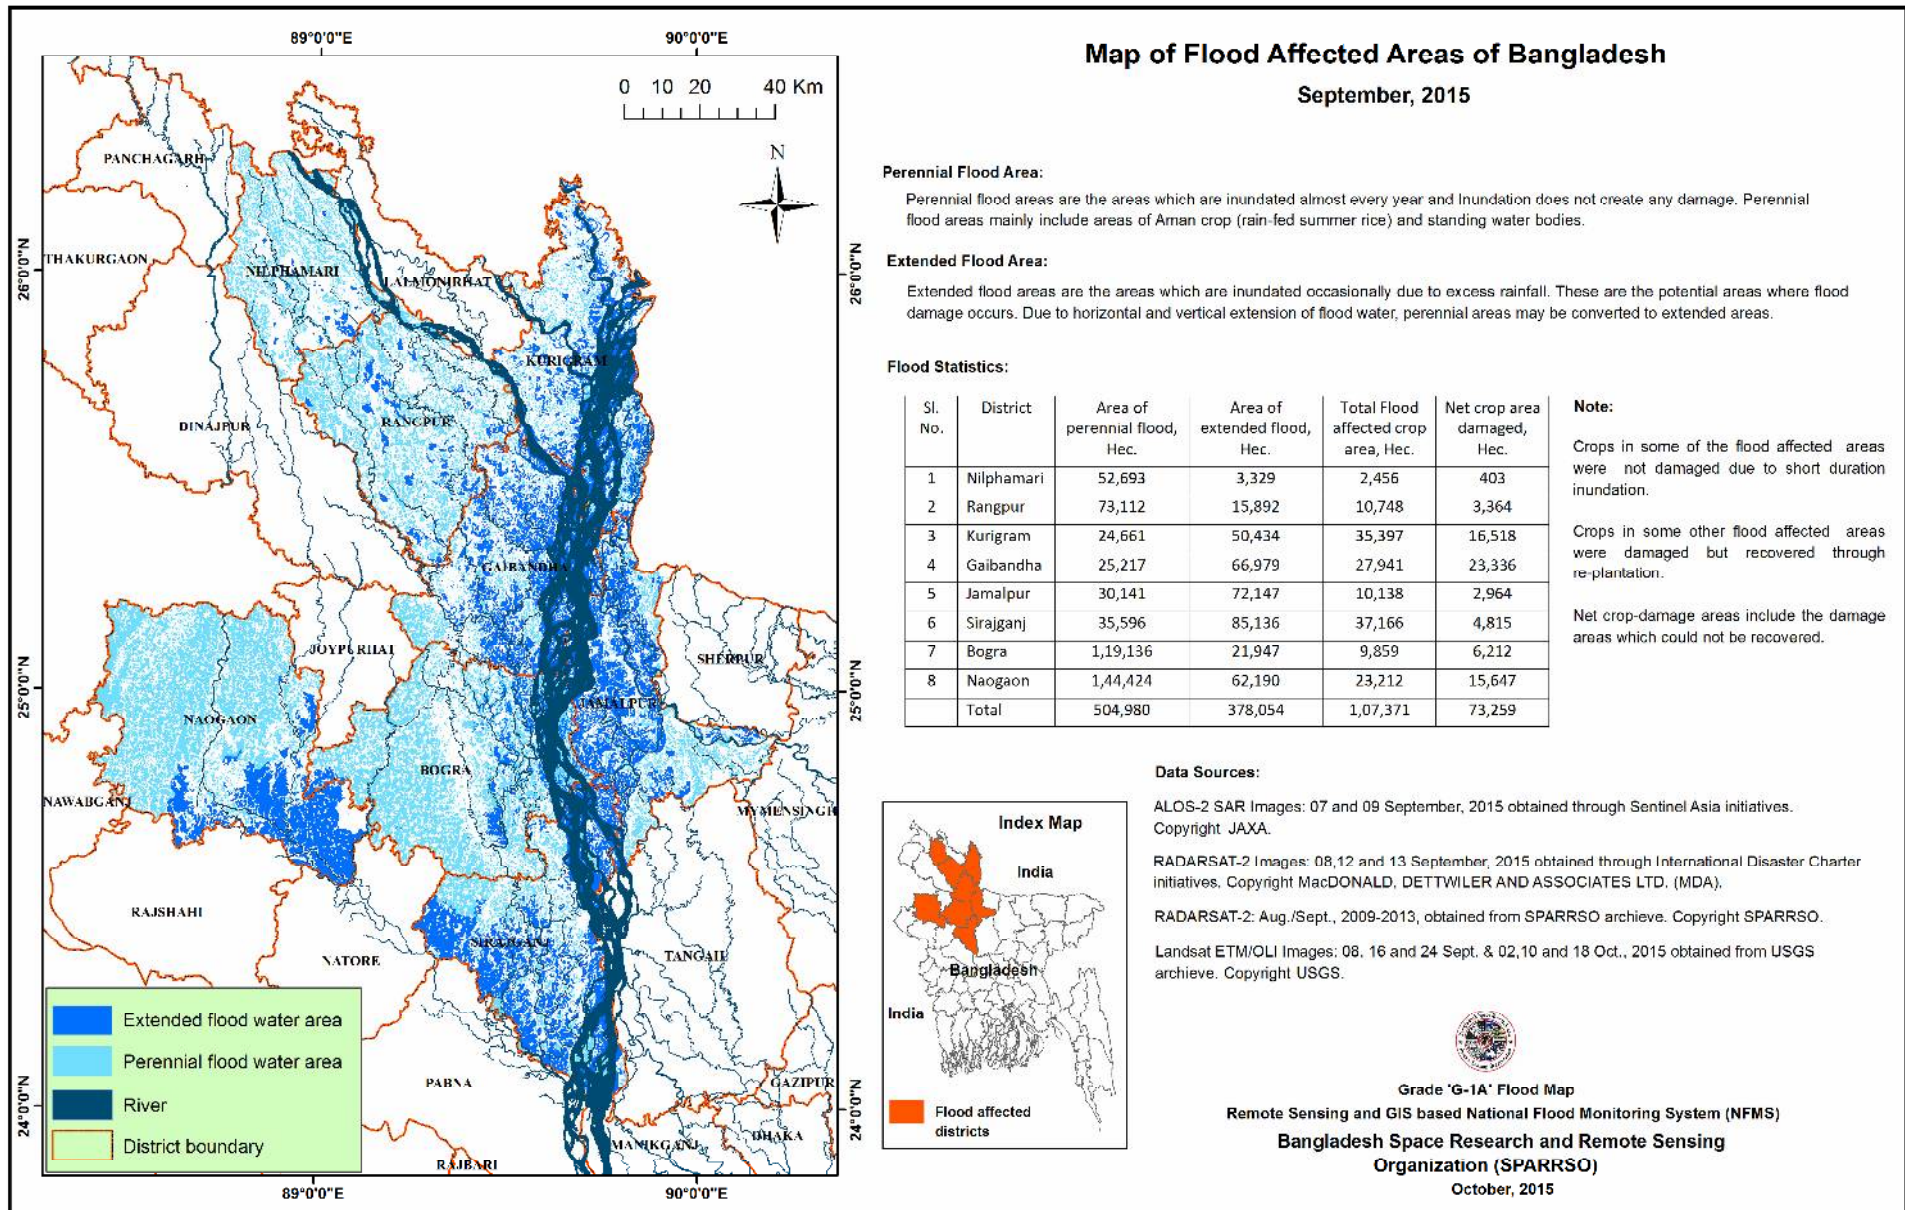 89°0'0"E
90°0'0"E
0 10 20 40 Km
N
PANCHAGARH
THAKURGAON
NILPHAMARI
LALMONIRHAT
KURIGRAM
DINAJPUR
RANGPUR
GAIBANDHA
JOYPURHAT
SHERPUR
NAOGAON
JAMALPUR
BOGRA
NAWABGANJ
MYMENSINGH
RAJSHAHI
SIRAJGANJ
NATORE
TANGAIL
PABNA
GAZIPUR
MANIKGANJ
DHAKA
RAJBARI
26°0'0"N
25°0'0"N
24°0'0"N
26°0'0"N
25°0'0"N
24°0'0"N
89°0'0"E
90°0'0"E
Extended flood water area
Perennial flood water area
River
District boundary
Map of Flood Affected Areas of Bangladesh
September, 2015
Perennial Flood Area:
Perennial flood areas are the areas which are inundated almost every year and Inundation does not create any damage. Perennial
flood areas mainly include areas of Aman crop (rain-fed summer rice) and standing water bodies.
Extended Flood Area:
Extended flood areas are the areas which are inundated occasionally due to excess rainfall. These are the potential areas where flood
damage occurs. Due to horizontal and vertical extension of flood water, perennial areas may be converted to extended areas.
Flood Statistics:
Sl. District Area of Area of Total Flood Net crop area
No. perennial flood, extended flood, affected crop damaged,
Hec. Hec. area, Hec. Hec.
1 Nilphamari 52,693 3,329 2,456 403
2 Rangpur 73,112 15,892 10,748 3,364
3 Kurigram 24,661 50,434 35,397 16,518
4 Gaibandha 25,217 66,979 27,941 23,336
5 Jamalpur 30,141 72,147 10,138 2,964
6 Sirajganj 35,596 85,136 37,166 4,815
7 Bogra 1,19,136 21,947 9,859 6,212
8 Naogaon 1,44,424 62,190 23,212 15,647
Total 504,980 378,054 1,07,371 73,259
Note:
Crops in some of the flood affected areas
were not damaged due to short duration
inundation.
Crops in some other flood affected areas
were damaged but recovered through
re-plantation.
Net crop-damage areas include the damage
areas which could not be recovered.
Index Map
India
Bangladesh
India
Flood affected
districts
Data Sources:
ALOS-2 SAR Images: 07 and 09 September, 2015 obtained through Sentinel Asia initiatives.
Copyright JAXA.
RADARSAT-2 Images: 08,12 and 13 September, 2015 obtained through International Disaster Charter
initiatives. Copyright MacDONALD, DETTWILER AND ASSOCIATES LTD. (MDA).
RADARSAT-2: Aug./Sept., 2009-2013, obtained from SPARRSO archieve. Copyright SPARRSO.
Landsat ETM/OLI Images: 08, 16 and 24 Sept. & 02,10 and 18 Oct., 2015 obtained from USGS
archieve. Copyright USGS.
Grade 'G-1A' Flood Map
Remote Sensing and GIS based National Flood Monitoring System (NFMS)
Bangladesh Space Research and Remote Sensing
Organization (SPARRSO)
October, 2015